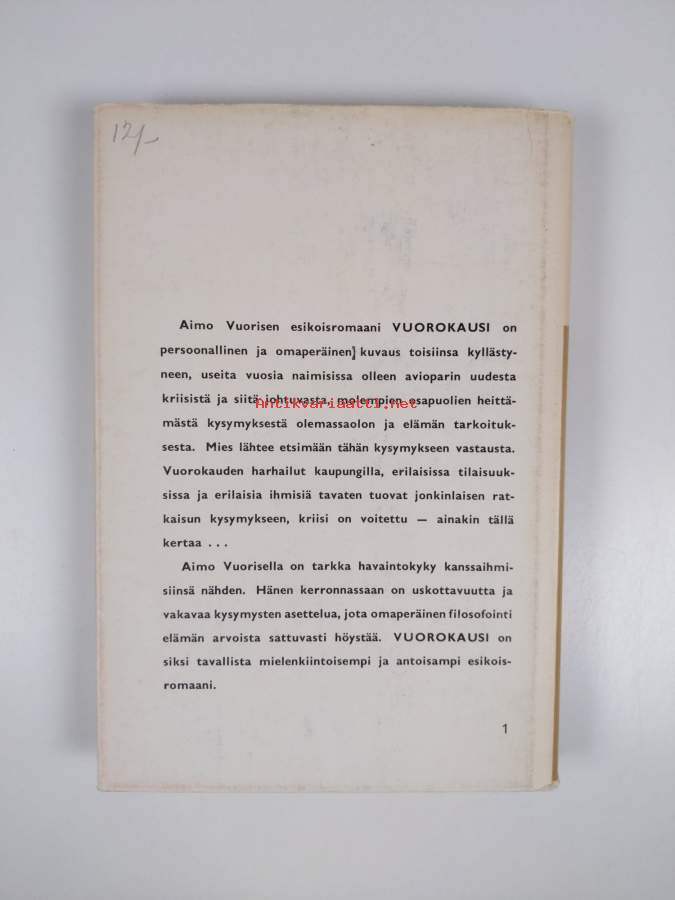 12/-
Aimo Vuorisen esikoisromaani VUOROKAUSI on
persoonallinen ja omaperäinen] kuvaus toisiinsa kyllästy-
neen, useita vuosia naimisissa olleen avioparin uudesta
kriisistä ja siitä johtuvasta, molempien osapuolien heittä-
Antikvariaatti.net
mästä kysymyksestä olemassaolon ja elämän tarkoituk-
sesta. Mies lähtee etsimään tähän kysymykseen vastausta.
Vuorokauden harhailut kaupungilla, erilaisissa tilaisuuk-
sissa ja erilaisia ihmisiä tavaten tuovat jonkinlaisen rat-
kaisun kysymykseen, kriisi on voitettu — ainakin tällä
kertaa . . .
Aimo Vuorisella on tarkka havaintokyky kanssaihmi-
siinsä nähden. Hänen kerronnassaan on uskottavuutta ja
vakavaa kysymysten asettelua, jota omaperäinen filosofointi
elämän arvoista sattuvasti höystää. VUOROKAUSI on
siksi tavallista mielenkiintoisempi ja antoisampi esikois-
romaani.
1